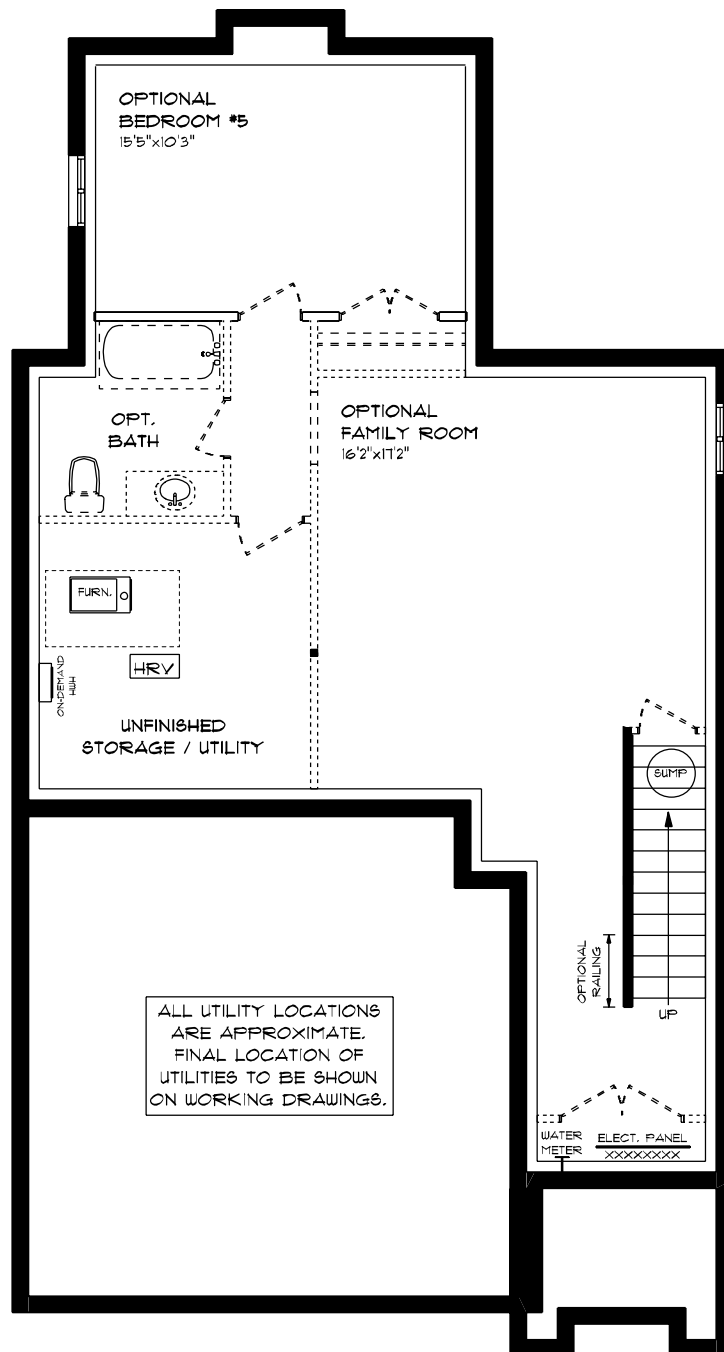 OPTIONAL
BEDROOM #5
15'5"x10'3"
OPT.
BATH
OPTIONAL
FAMILY ROOM
16'2"x17'2"
FURN.
HRV
ON-DEMAND
HWH
UNFINISHED
STORAGE / UTILITY
SUMP
OPTIONAL
RAILING
UP
ALL UTILITY LOCATIONS
ARE APPROXIMATE.
FINAL LOCATION OF
UTILITIES TO BE SHOWN
ON WORKING DRAWINGS.
WATER
METER
ELECT. PANEL
XXXXXXXX